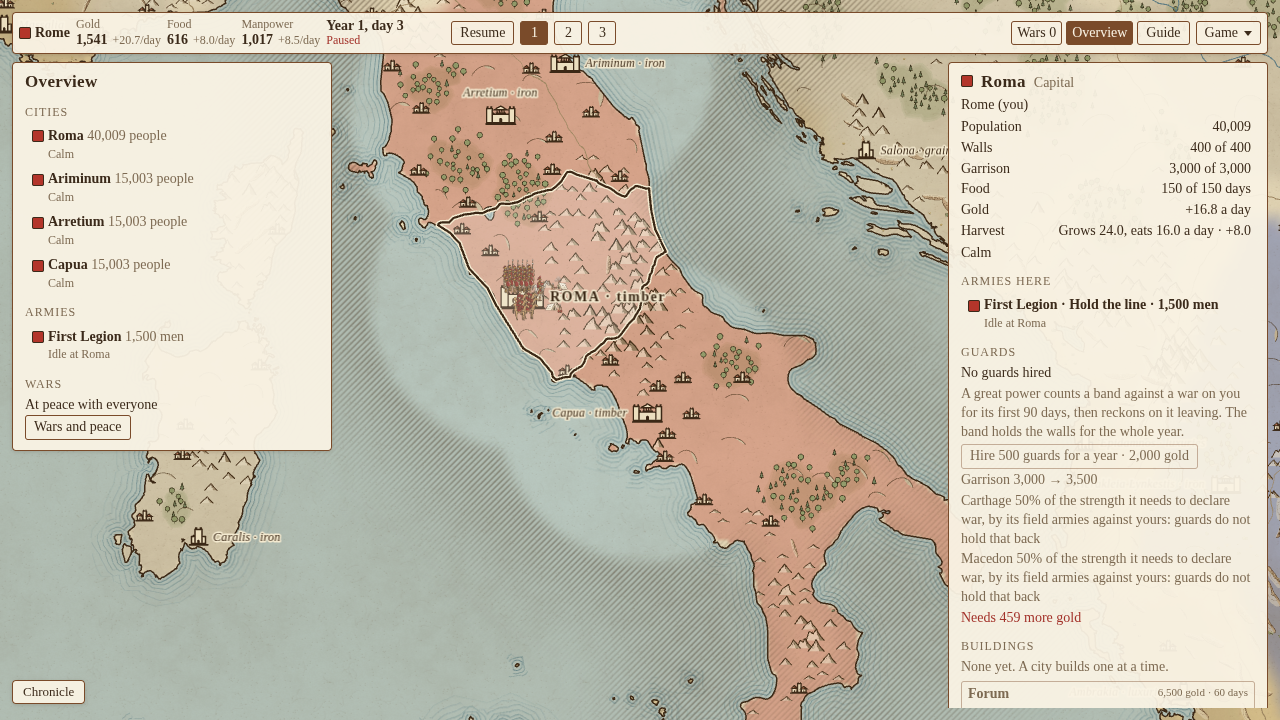 Rome
Gold
1,541 +20.7/day
Food
616 +8.0/day
Manpower
1,017 +8.5/day
Year 1, day 3
Paused
Resume
1
2
3
Wars 0
Overview
Guide
Game
Overview
CITIES
Roma 40,009 people
Calm
Ariminum 15,003 people
Calm
Arretium 15,003 people
Calm
Capua 15,003 people
Calm
ARMIES
First Legion 1,500 men
Idle at Roma
WARS
At peace with everyone
Wars and peace
Chronicle
Ariminum · iron
Arretium · iron
Salona · grain
ROMA · timber
Capua · timber
Caralis · iron
Roma Capital
Rome (you)
Population 40,009
Walls 400 of 400
Garrison 3,000 of 3,000
Food 150 of 150 days
Gold +16.8 a day
Harvest Grows 24.0, eats 16.0 a day · +8.0
Calm
ARMIES HERE
First Legion · Hold the line · 1,500 men
Idle at Roma
GUARDS
No guards hired
A great power counts a band against a war on you
for its first 90 days, then reckons on it leaving. The
band holds the walls for the whole year.
Hire 500 guards for a year · 2,000 gold
Garrison 3,000 → 3,500
Carthage 50% of the strength it needs to declare
war, by its field armies against yours: guards do not
hold that back
Macedon 50% of the strength it needs to declare
war, by its field armies against yours: guards do not
hold that back
Needs 459 more gold
BUILDINGS
None yet. A city builds one at a time.
Forum 6,500 gold · 60 days